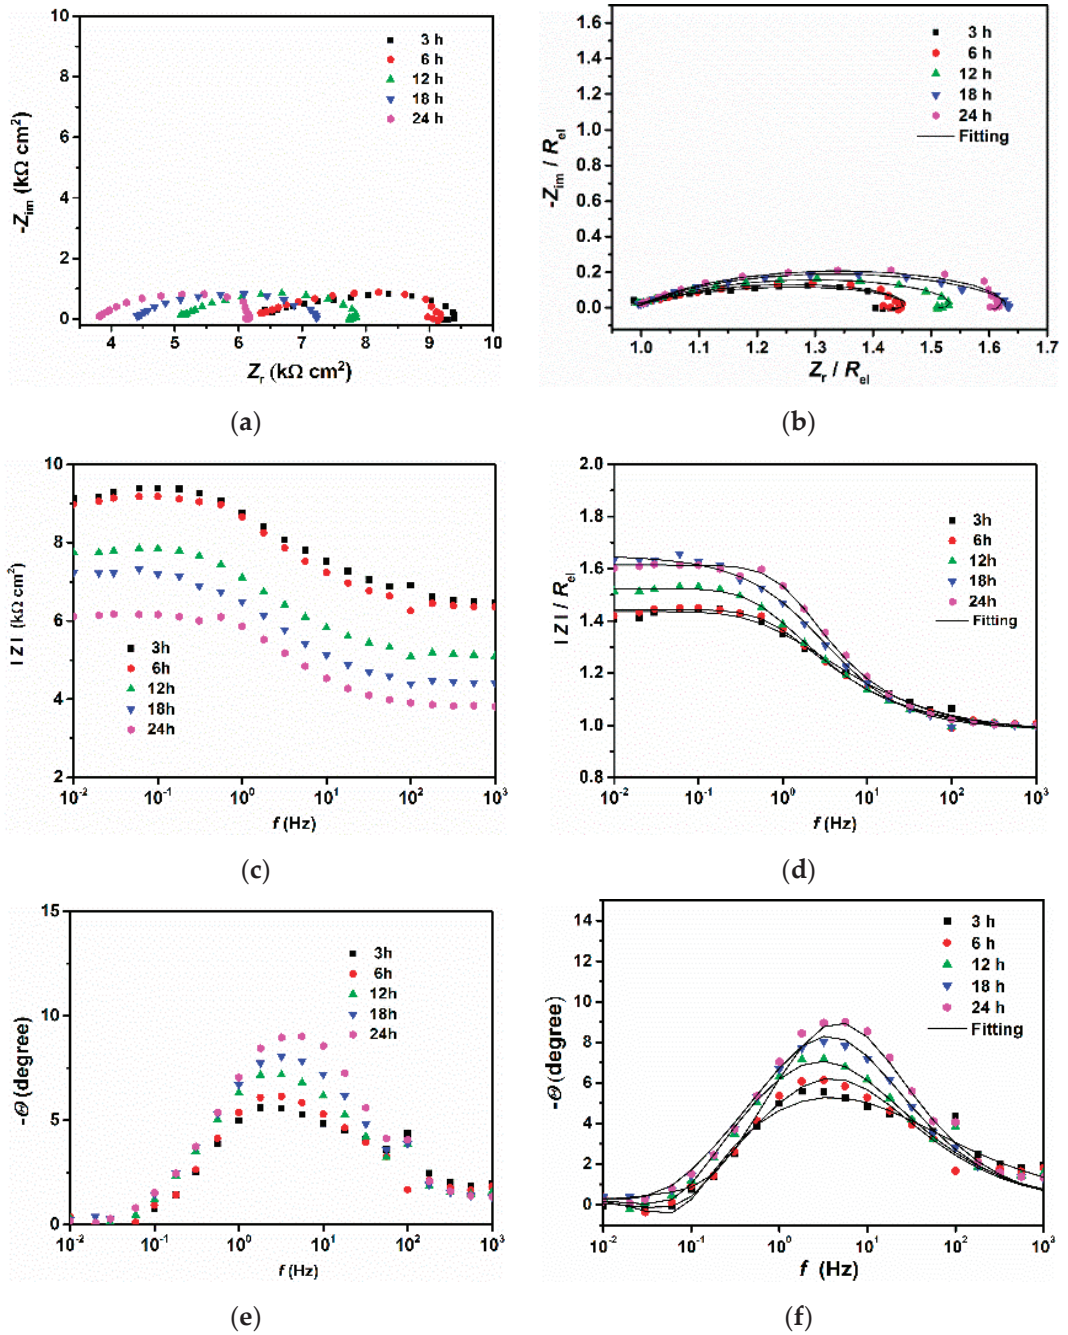 10
8
6
4
2
0
-Z_im (kΩ cm²)
3 h
6 h
12 h
18 h
24 h
4 5 6 7 8 9 10
Z_r (kΩ cm²)
(a)
1.6
1.4
1.2
1.0
0.8
0.6
0.4
0.2
0.0
-Z_im / R_el
3 h
6 h
12 h
18 h
24 h
Fitting
1.0 1.1 1.2 1.3 1.4 1.5 1.6 1.7
Z_r / R_el
(b)
10
8
6
4
2
I Z I (kΩ cm²)
3h
6h
12h
18h
24h
10⁻² 10⁻¹ 10⁰ 10¹ 10² 10³
f (Hz)
(c)
2.0
1.8
1.6
1.4
1.2
1.0
0.8
I Z I / R_el
3h
6h
12h
18h
24h
Fitting
10⁻² 10⁻¹ 10⁰ 10¹ 10² 10³
f (Hz)
(d)
15
10
5
0
-Θ (degree)
3h
6h
12h
18h
24h
10⁻² 10⁻¹ 10⁰ 10¹ 10² 10³
f (Hz)
(e)
14
12
10
8
6
4
2
0
-Θ (degree)
3 h
6 h
12 h
18 h
24 h
Fitting
10⁻² 10⁻¹ 10⁰ 10¹ 10² 10³
f (Hz)
(f)